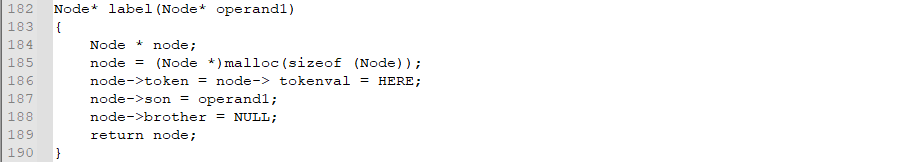 182 Node* label(Node* operand1)
183 {
184     Node * node;
185     node = (Node *)malloc(sizeof (Node));
186     node->token = node-> tokenval = HERE;
187     node->son = operand1;
188     node->brother = NULL;
189     return node;
190 }